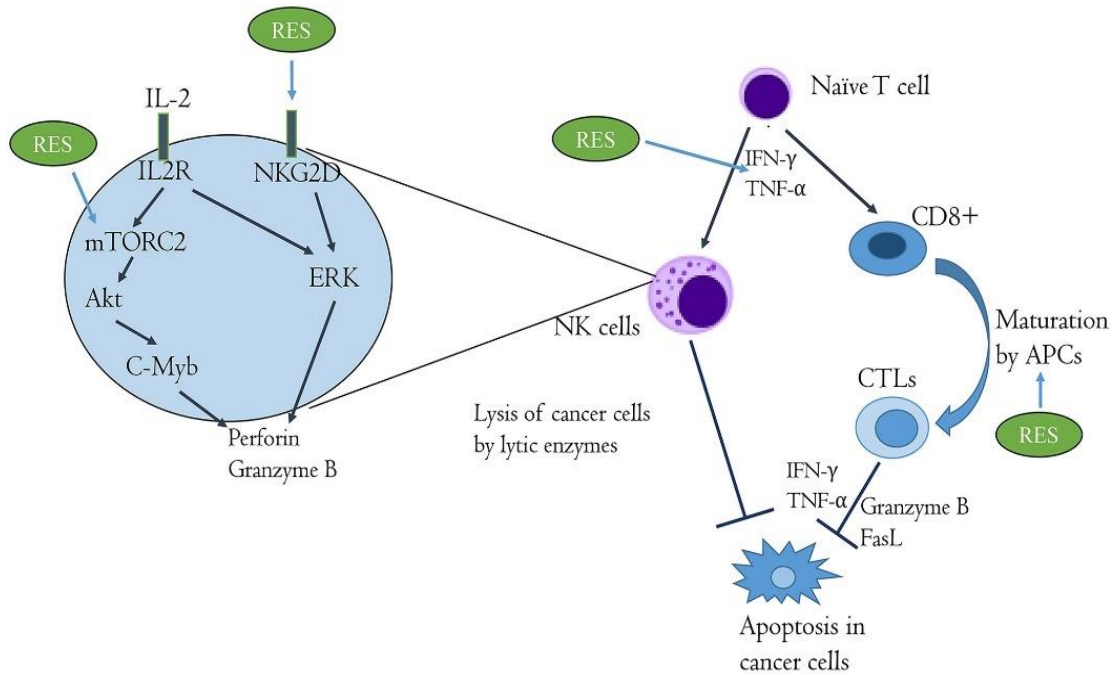 RES
IL-2
RES
IL2R
NKG2D
mTORC2
ERK
Akt
C-Myb
Perforin
Granzyme B
Naïve T cell
RES
IFN-γ
TNF-α
CD8+
NK cells
Maturation
by APCs
RES
CTLs
Lysis of cancer cells
by lytic enzymes
IFN-γ
TNF-α
Granzyme B
FasL
Apoptosis in
cancer cells